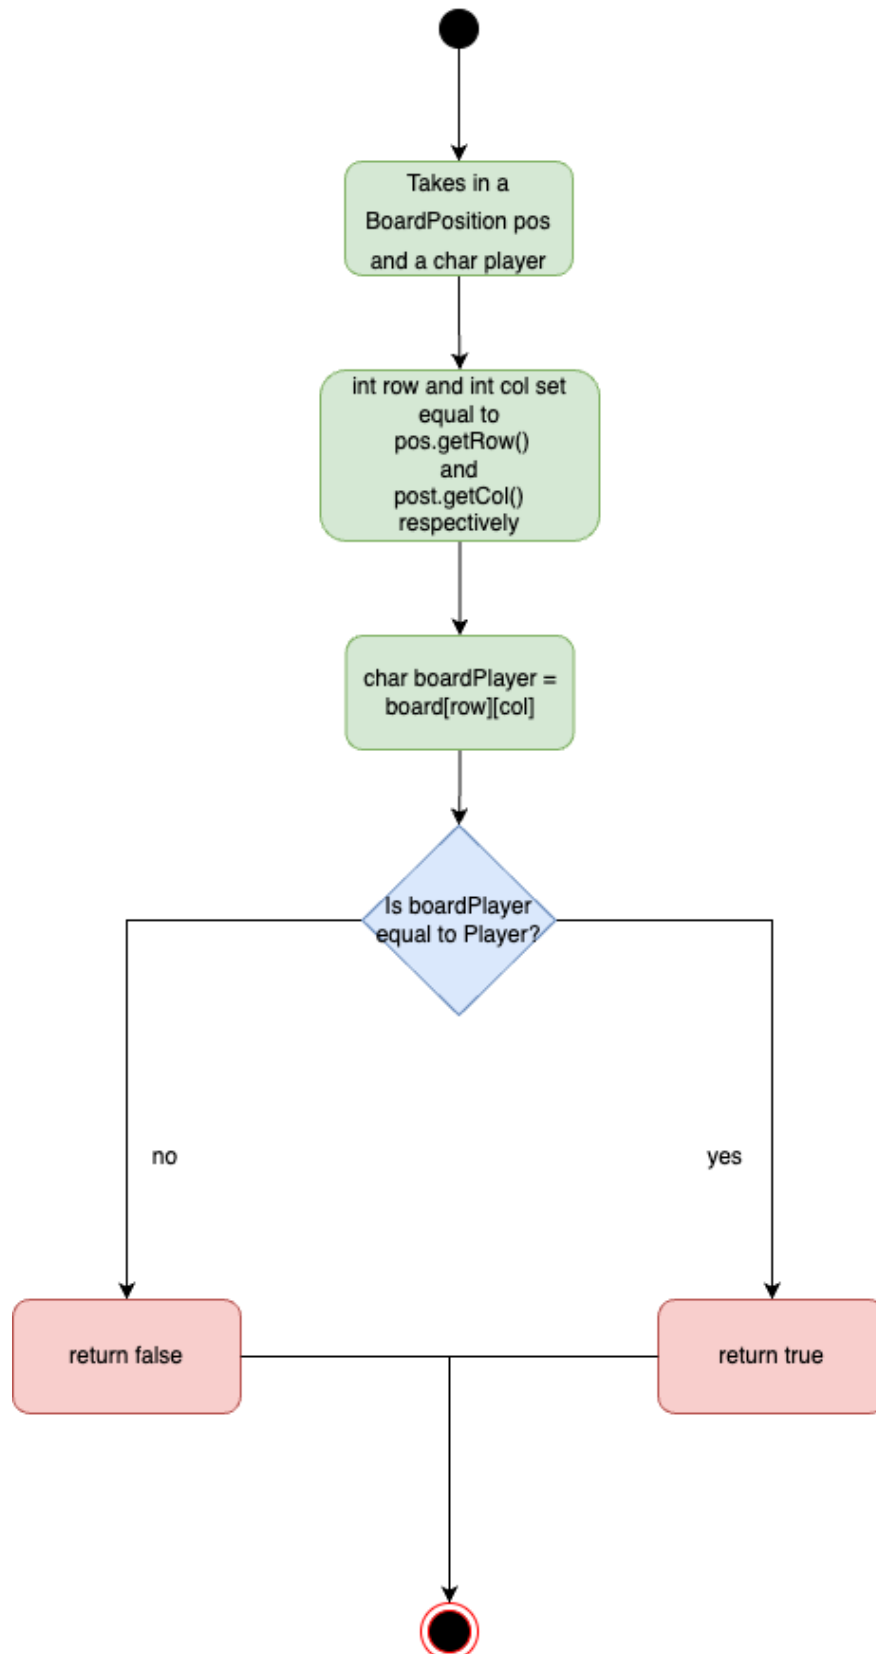 Takes in a
BoardPosition pos
and a char player
int row and int col set
equal to
pos.getRow()
and
post.getCol()
respectively
char boardPlayer =
board[row][col]
Is boardPlayer
equal to Player?
no
yes
return false
return true